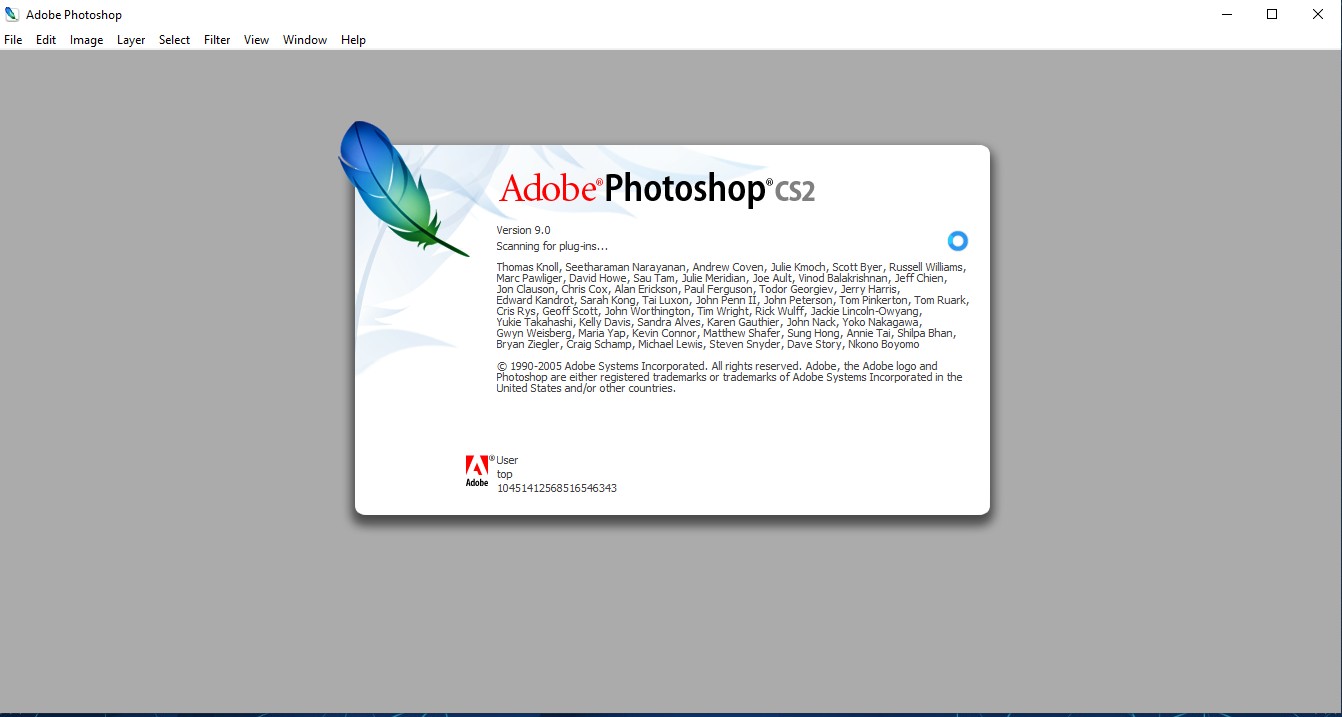 Adobe Photoshop
File Edit Image Layer Select Filter View Window Help
Adobe®Photoshop®CS2
Version 9.0
Scanning for plug-ins...
Thomas Knoll, Seetharaman Narayanan, Andrew Coven, Julie Kmoch, Scott Byer, Russell Williams,
Marc Pawliger, David Howe, Sau Tam, Julie Meridian, Joe Ault, Vinod Balakrishnan, Jeff Chien,
Jon Clauson, Chris Cox, Alan Erickson, Paul Ferguson, Todor Georgiev, Jerry Harris,
Edward Kandrot, Sarah Kong, Tai Luxon, John Penn II, John Peterson, Tom Pinkerton, Tom Ruark,
Cris Rys, Geoff Scott, John Worthington, Tim Wright, Rick Wulff, Jackie Lincoln-Owyang,
Yukie Takahashi, Kelly Davis, Sandra Alves, Karen Gauthier, John Nack, Yoko Nakagawa,
Gwyn Weisberg, Maria Yap, Kevin Connor, Matthew Shafer, Sung Hong, Annie Tai, Shilpa Bhan,
Bryan Ziegler, Craig Schamp, Michael Lewis, Steven Snyder, Dave Story, Nkono Boyomo
© 1990-2005 Adobe Systems Incorporated. All rights reserved. Adobe, the Adobe logo and
Photoshop are either registered trademarks or trademarks of Adobe Systems Incorporated in the
United States and/or other countries.
® User
top
Adobe
10451412568516546343